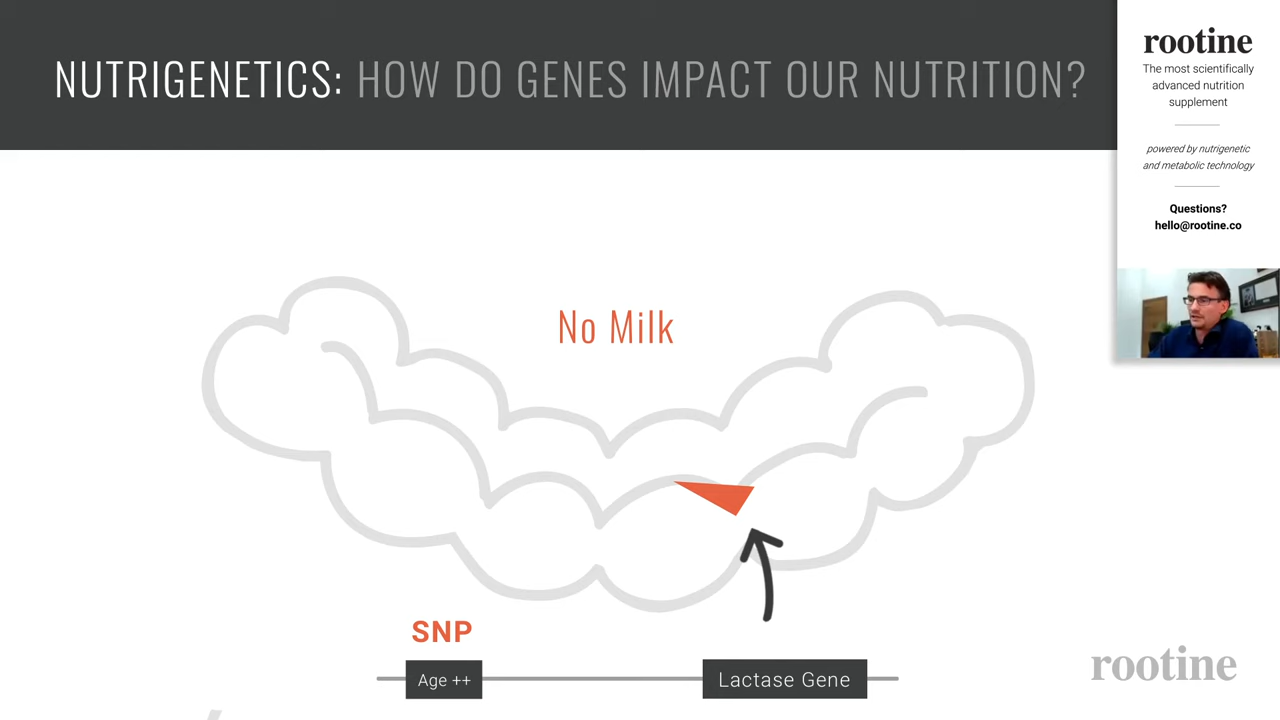 NUTRIGENETICS: HOW DO GENES IMPACT OUR NUTRITION?
rootine
The most scientifically
advanced nutrition
supplement
powered by nutrigenetic
and metabolic technology
Questions?
hello@rootine.co
No Milk
SNP
Age ++
Lactase Gene
rootine